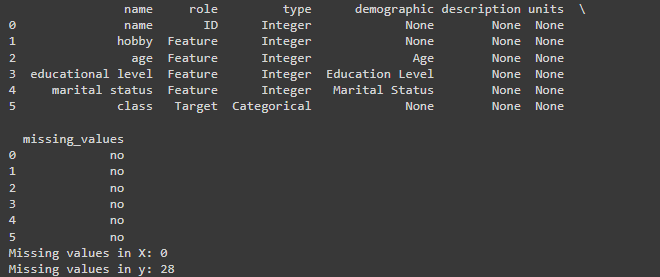 name role type demographic description units \
0 name ID Integer None None None
1 hobby Feature Integer None None None
2 age Feature Integer Age None None
3 educational level Feature Integer Education Level None None
4 marital status Feature Integer Marital Status None None
5 class Target Categorical None None None
missing_values
0 no
1 no
2 no
3 no
4 no
5 no
Missing values in X: 0
Missing values in y: 28